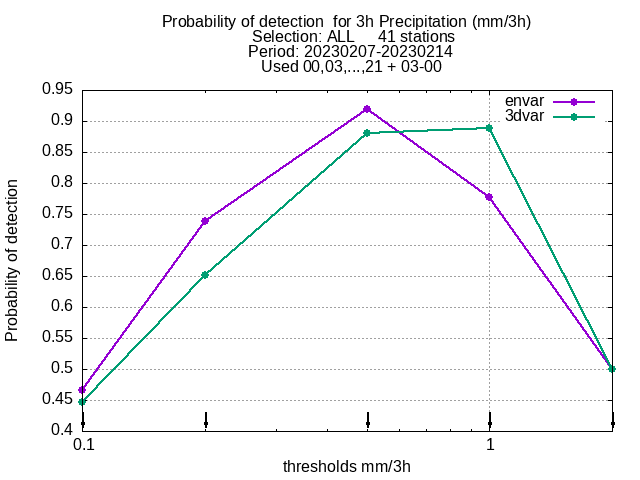 Probability of detection  for 3h Precipitation (mm/3h)
Selection: ALL     41 stations
Period: 20230207-20230214
Used 00,03,...,21 + 03-00
envar
3dvar
0.95
0.9
0.85
0.8
0.75
0.7
0.65
0.6
0.55
0.5
0.45
0.4
Probability of detection
0.1
1
thresholds mm/3h